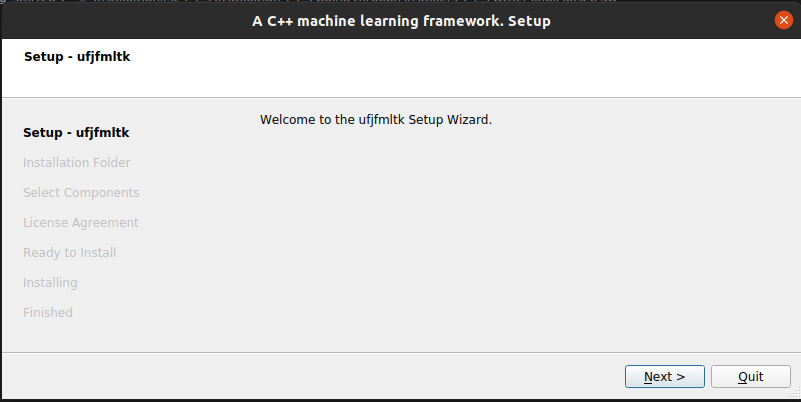 A C++ machine learning framework. Setup
Setup - ufjfmltk
Setup - ufjfmltk
Installation Folder
Select Components
License Agreement
Ready to Install
Installing
Finished
Welcome to the ufjfmltk Setup Wizard.
Next >
Quit